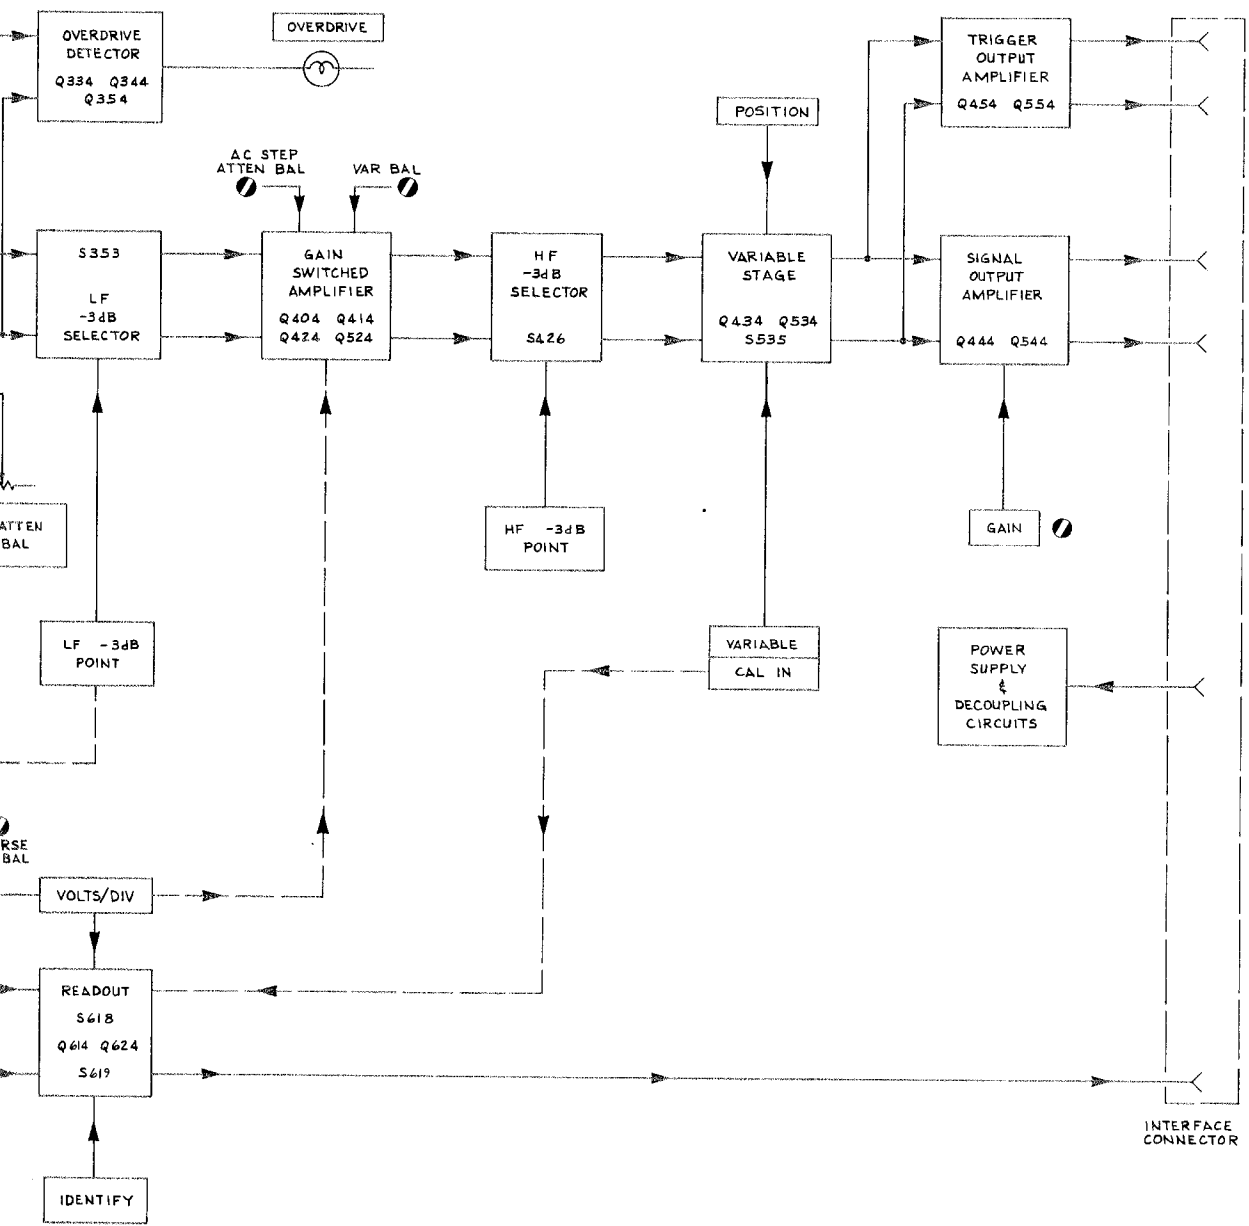 OVERDRIVE
DETECTOR
Q334 Q344
Q354
OVERDRIVE
TRIGGER
OUTPUT
AMPLIFIER
Q454 Q554
POSITION
AC STEP
ATTEN BAL
VAR BAL
S353
LF
-3dB
SELECTOR
GAIN
SWITCHED
AMPLIFIER
Q404 Q414
Q424 Q524
HF
-3dB
SELECTOR
S426
VARIABLE
STAGE
Q434 Q534
S535
SIGNAL
OUTPUT
AMPLIFIER
Q444 Q544
ATTEN
BAL
HF -3dB
POINT
GAIN
LF -3dB
POINT
VARIABLE
CAL IN
POWER
SUPPLY
&
DECOUPLING
CIRCUITS
RSE
BAL
VOLTS/DIV
READOUT
S618
Q614 Q624
S619
INTERFACE
CONNECTOR
IDENTIFY